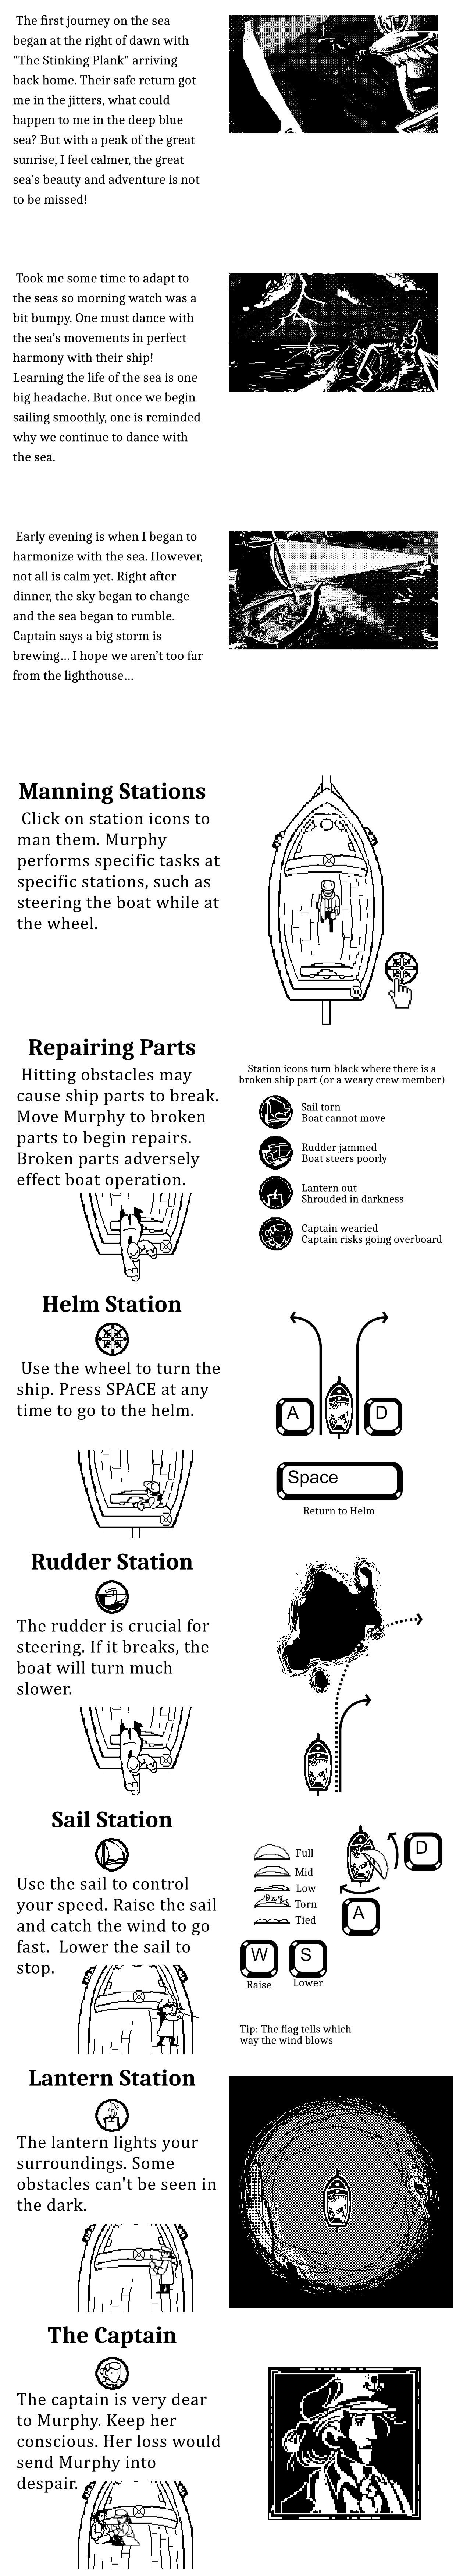 The first journey on the sea
began at the right of dawn with
"The Stinking Plank" arriving
back home. Their safe return got
me in the jitters, what could
happen to me in the deep blue
sea? But with a peak of the great
sunrise, I feel calmer, the great
sea's beauty and adventure is not
to be missed!
Took me some time to adapt to
the seas so morning watch was a
bit bumpy. One must dance with
the sea's movements in perfect
harmony with their ship!
Learning the life of the sea is one
big headache. But once we begin
sailing smoothly, one is reminded
why we continue to dance with
the sea.
Early evening is when I began to
harmonize with the sea. However,
not all is calm yet. Right after
dinner, the sky began to change
and the sea began to rumble.
Captain says a big storm is
brewing... I hope we aren't too far
from the lighthouse...
Manning Stations
Click on station icons to
man them. Murphy
performs specific tasks at
specific stations, such as
steering the boat while at
the wheel.
Repairing Parts
Hitting obstacles may
cause ship parts to break.
Move Murphy to broken
parts to begin repairs.
Broken parts adversely
effect boat operation.
Station icons turn black where there is a
broken ship part (or a weary crew member)
Sail torn
Boat cannot move
Rudder jammed
Boat steers poorly
Lantern out
Shrouded in darkness
Captain wearied
Captain risks going overboard
Helm Station
Use the wheel to turn the
ship. Press SPACE at any
time to go to the helm.
A
D
Space
Return to Helm
Rudder Station
The rudder is crucial for
steering. If it breaks, the
boat will turn much
slower.
Sail Station
Use the sail to control
your speed. Raise the sail
and catch the wind to go
fast. Lower the sail to
stop.
Full
Mid
Low
Torn
Tied
D
A
W
S
Raise
Lower
Tip: The flag tells which
way the wind blows
Lantern Station
The lantern lights your
surroundings. Some
obstacles can't be seen in
the dark.
The Captain
The captain is very dear
to Murphy. Keep her
conscious. Her loss would
send Murphy into
despair.